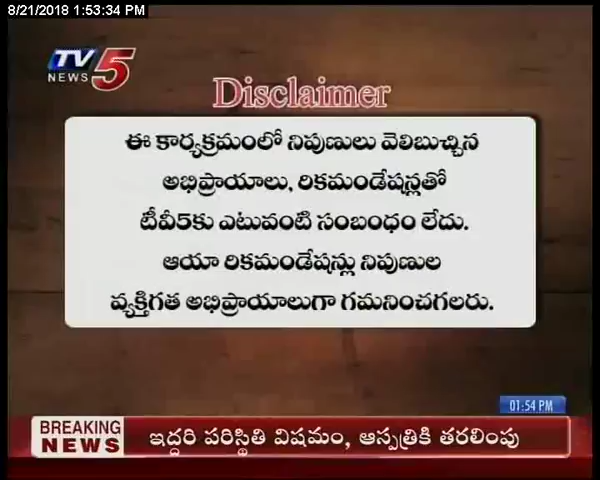 8/21/2018 1:53:34 PM
TV5
NEWS
Disclaimer
ఈ కార్యక్రమంలో నిపుణులు వెలిబుచ్చిన
అభిప్రాయాలు, రికమండేషన్లతో
టీవీ5కు ఎటువంటి సంబంధం లేదు.
ఆయా రికమండేషన్లు నిపుణుల
వ్యక్తిగత అభిప్రాయాలుగా గమనించగలరు.
01:54 PM
BREAKING
NEWS
ఇద్దరి పరిస్థితి విషమం, ఆస్పత్రికి తరలింపు